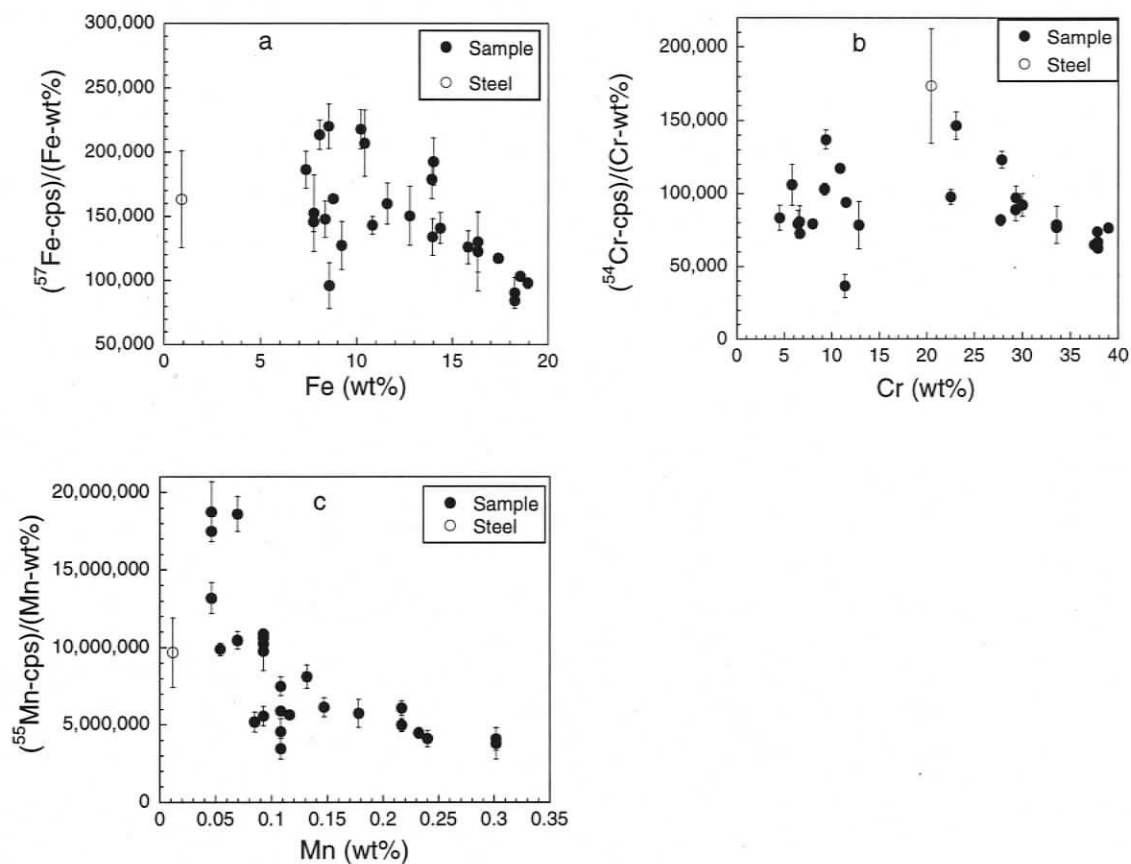 300,000
250,000
200,000
150,000
100,000
50,000
(⁵⁷Fe-cps)/(Fe-wt%)
a
Sample
Steel
0
5
10
15
20
Fe (wt%)
200,000
150,000
100,000
50,000
0
(⁵⁴Cr-cps)/(Cr-wt%)
b
Sample
Steel
0
5
10
15
20
25
30
35
40
Cr (wt%)
20,000,000
15,000,000
10,000,000
5,000,000
0
(⁵⁵Mn-cps)/(Mn-wt%)
c
Sample
Steel
0
0.05
0.1
0.15
0.2
0.25
0.3
0.35
Mn (wt%)